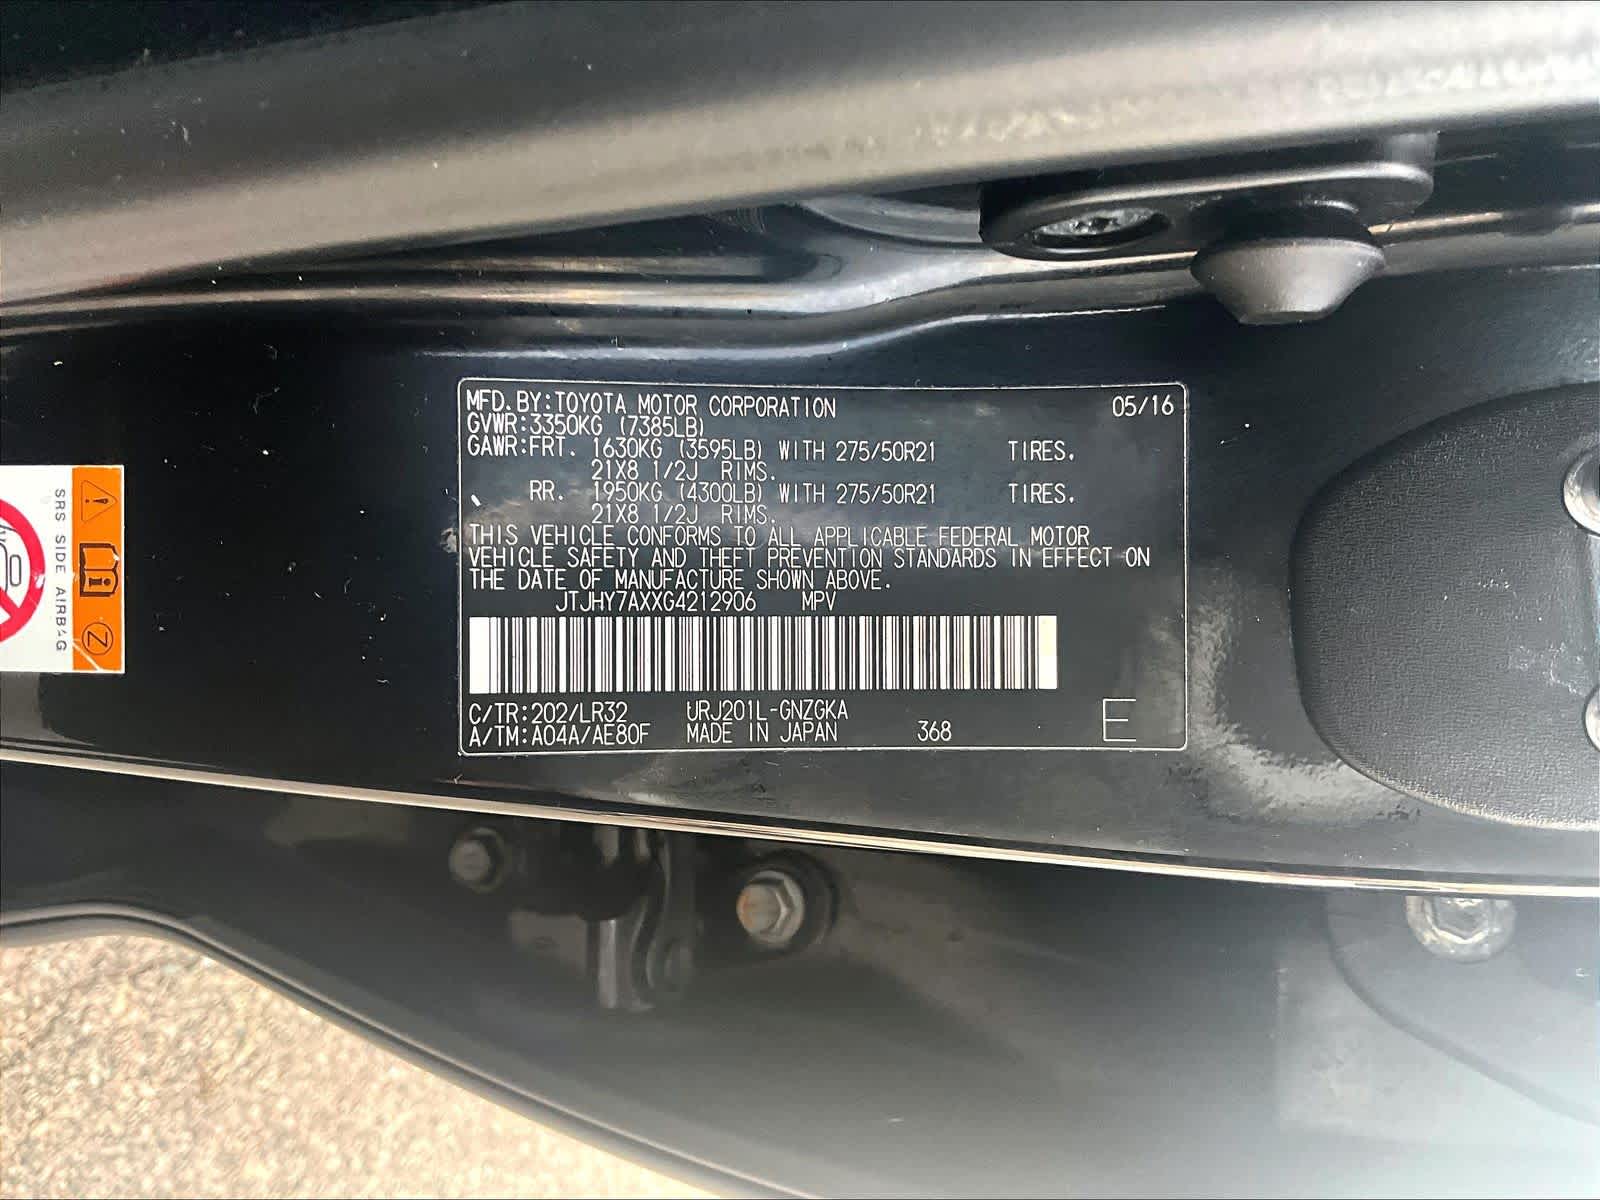 MFD. BY: TOYOTA MOTOR CORPORATION 05/16
GVWR: 3350KG (7385LB)
GAWR: FRT. 1630KG (3595LB) WITH 275/50R21 TIRES.
21X8 1/2J RIMS.
RR. 1950KG (4300LB) WITH 275/50R21 TIRES.
21X8 1/2J RIMS.
THIS VEHICLE CONFORMS TO ALL APPLICABLE FEDERAL MOTOR
VEHICLE SAFETY AND THEFT PREVENTION STANDARDS IN EFFECT ON
THE DATE OF MANUFACTURE SHOWN ABOVE.
JTJHY7AXXG4212906 MPV
C/TR: 202/LR32 URJ201L-GNZGKA
A/TM: A04A/AE80F MADE IN JAPAN 368 E
SRS SIDE AIRBAG
Z